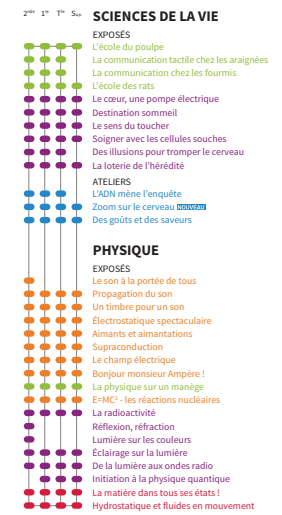 2nde 1re Tle Sup
SCIENCES DE LA VIE
EXPOSÉS
L'école du poulpe
La communication tactile chez les araignées
La communication chez les fourmis
L'école des rats
Le cœur, une pompe électrique
Destination sommeil
Le sens du toucher
Soigner avec les cellules souches
Des illusions pour tromper le cerveau
La loterie de l'hérédité
ATELIERS
L'ADN mène l'enquête
Zoom sur le cerveau NOUVEAU
Des goûts et des saveurs
PHYSIQUE
EXPOSÉS
Le son à la portée de tous
Propagation du son
Un timbre pour un son
Électrostatique spectaculaire
Aimants et aimantations
Supraconduction
Le champ électrique
Bonjour monsieur Ampère !
La physique sur un manège
E=MC² - les réactions nucléaires
La radioactivité
Réflexion, réfraction
Lumière sur les couleurs
Éclairage sur la lumière
De la lumière aux ondes radio
Initiation à la physique quantique
La matière dans tous ses états !
Hydrostatique et fluides en mouvement